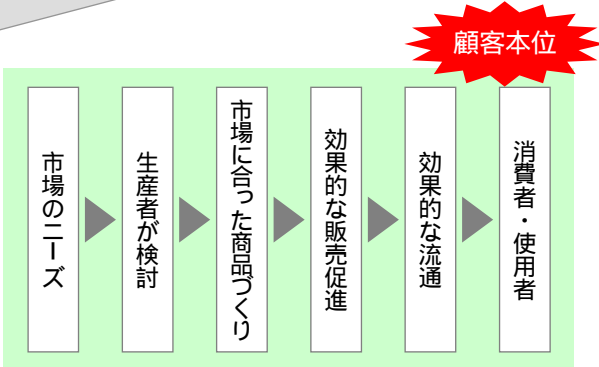 顧客本位
市場のニーズ
生産者が検討
市場に合った商品づくり
効果的な販売促進
効果的な流通
消費者・使用者